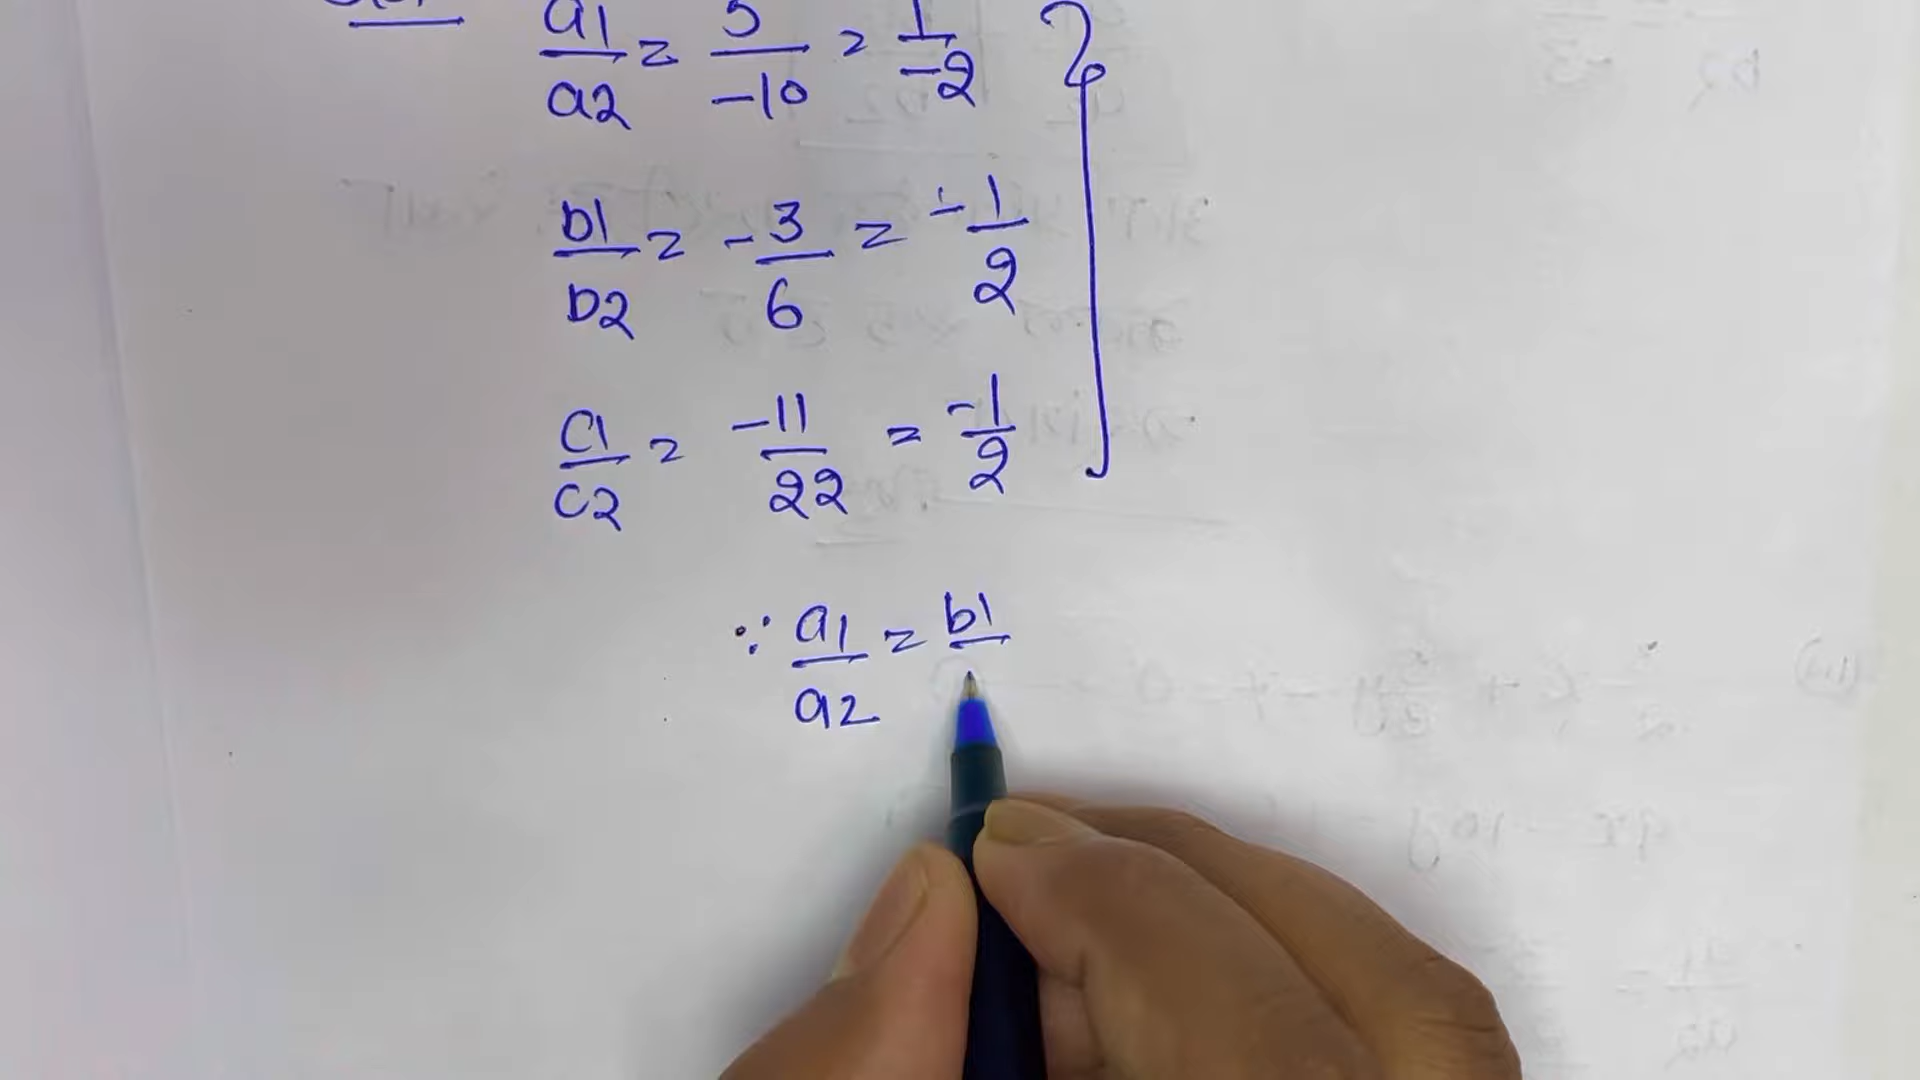 a1/a2 = 5/-10 = 1/-2
b1/b2 = -3/6 = -1/2
c1/c2 = -11/22 = -1/2
∵ a1/a2 = b1/